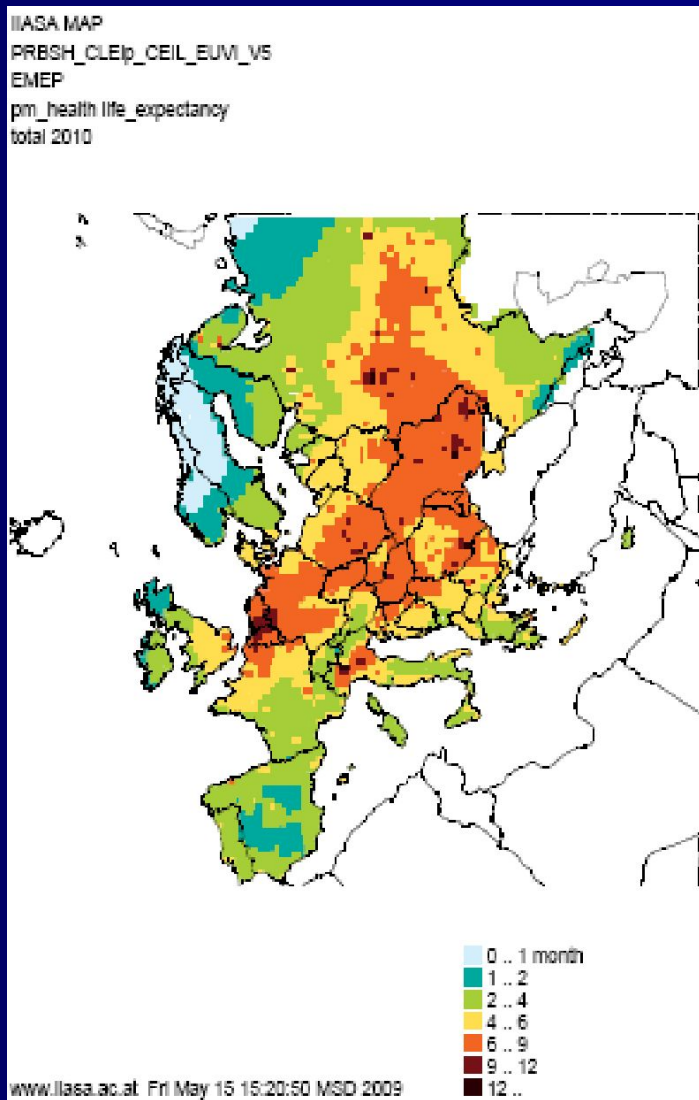 IIASA MAP
PRBSH_CLEIp_CEIL_EUVI_V5
EMEP
pm_health life_expectancy
total 2010
0 .. 1 month
1 .. 2
2 .. 4
4 .. 6
6 .. 9
9 .. 12
12 ..
www.iiasa.ac.at Fri May 15 15:20:50 MSD 2009